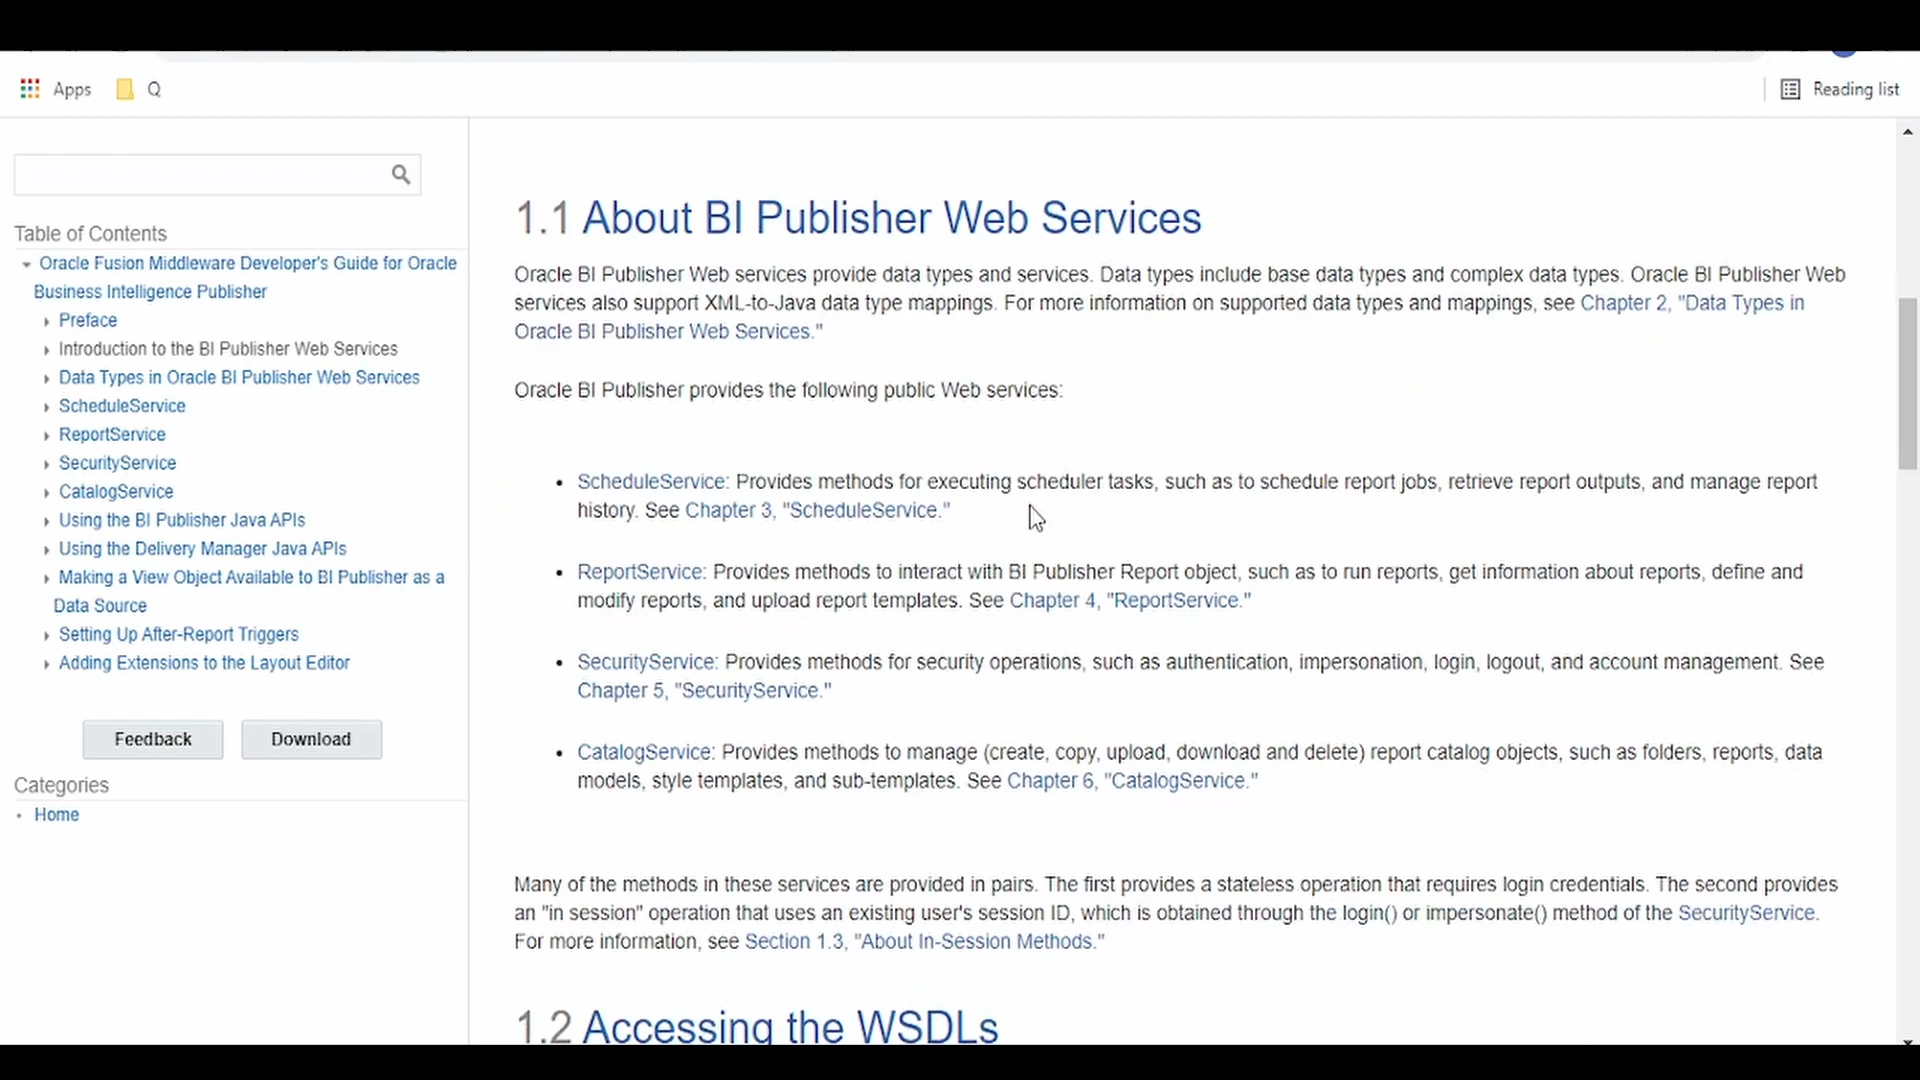 Apps Q Reading list
Table of Contents
Oracle Fusion Middleware Developer's Guide for Oracle
Business Intelligence Publisher
Preface
Introduction to the BI Publisher Web Services
Data Types in Oracle BI Publisher Web Services
ScheduleService
ReportService
SecurityService
CatalogService
Using the BI Publisher Java APIs
Using the Delivery Manager Java APIs
Making a View Object Available to BI Publisher as a
Data Source
Setting Up After-Report Triggers
Adding Extensions to the Layout Editor
Feedback Download
Categories
Home
1.1 About BI Publisher Web Services
Oracle BI Publisher Web services provide data types and services. Data types include base data types and complex data types. Oracle BI Publisher Web
services also support XML-to-Java data type mappings. For more information on supported data types and mappings, see Chapter 2, "Data Types in
Oracle BI Publisher Web Services."
Oracle BI Publisher provides the following public Web services:
• ScheduleService: Provides methods for executing scheduler tasks, such as to schedule report jobs, retrieve report outputs, and manage report
history. See Chapter 3, "ScheduleService."
• ReportService: Provides methods to interact with BI Publisher Report object, such as to run reports, get information about reports, define and
modify reports, and upload report templates. See Chapter 4, "ReportService."
• SecurityService: Provides methods for security operations, such as authentication, impersonation, login, logout, and account management. See
Chapter 5, "SecurityService."
• CatalogService: Provides methods to manage (create, copy, upload, download and delete) report catalog objects, such as folders, reports, data
models, style templates, and sub-templates. See Chapter 6, "CatalogService."
Many of the methods in these services are provided in pairs. The first provides a stateless operation that requires login credentials. The second provides
an "in session" operation that uses an existing user's session ID, which is obtained through the login() or impersonate() method of the SecurityService.
For more information, see Section 1.3, "About In-Session Methods."
1.2 Accessing the WSDLs